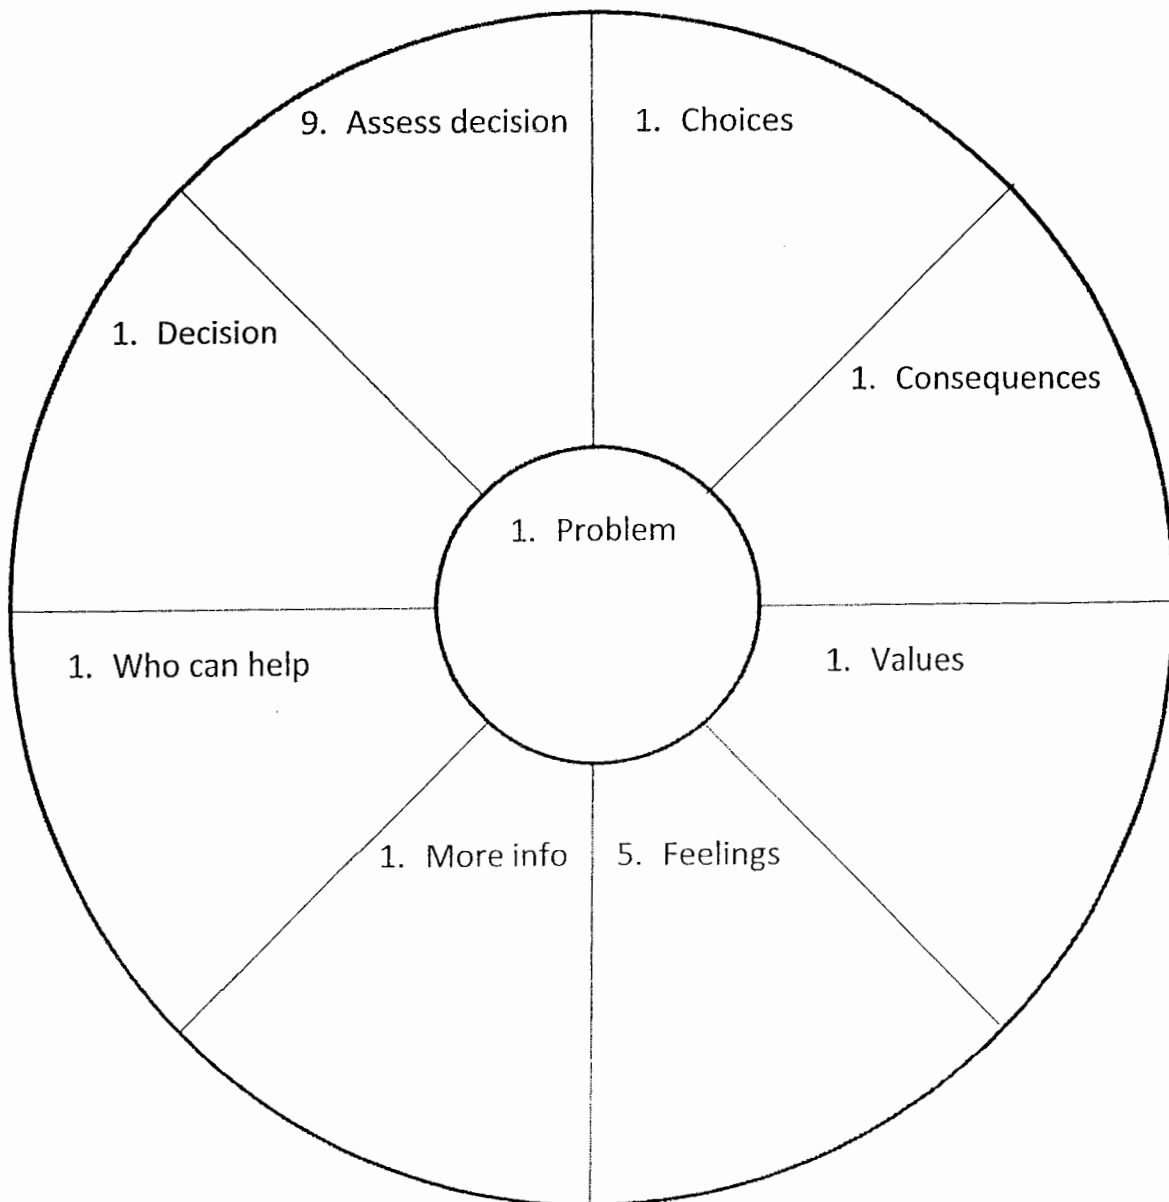 9. Assess decision
1. Choices
1. Decision
1. Consequences
1. Problem
1. Who can help
1. Values
1. More info
5. Feelings